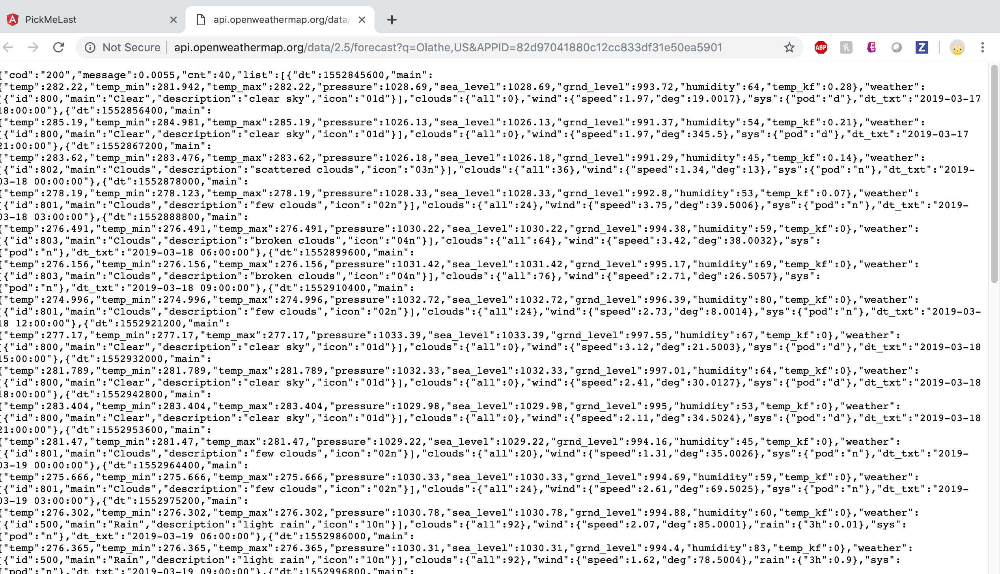 PickMeLast
api.openweathermap.org/data/
Not Secure api.openweathermap.org/data/2.5/forecast?q=Olathe,US&APPID=82d97041880c12cc833df31e50ea5901
ABP
{"cod":"200","message":0.0055,"cnt":40,"list":[{"dt":1552845600,"main":
{"temp":282.22,"temp_min":281.942,"temp_max":282.22,"pressure":1028.69,"sea_level":1028.69,"grnd_level":993.72,"humidity":64,"temp_kf":0.28},"weather":
[{"id":800,"main":"Clear","description":"clear sky","icon":"01d"}],"clouds":{"all":0},"wind":{"speed":1.97,"deg":19.0017},"sys":{"pod":"d"},"dt_txt":"2019-03-17
18:00:00"},{"dt":1552856400,"main":
{"temp":285.19,"temp_min":284.981,"temp_max":285.19,"pressure":1026.13,"sea_level":1026.13,"grnd_level":991.37,"humidity":54,"temp_kf":0.21},"weather":
[{"id":800,"main":"Clear","description":"clear sky","icon":"01d"}],"clouds":{"all":0},"wind":{"speed":1.97,"deg":345.5},"sys":{"pod":"d"},"dt_txt":"2019-03-17
21:00:00"},{"dt":1552867200,"main":
{"temp":283.62,"temp_min":283.476,"temp_max":283.62,"pressure":1026.18,"sea_level":1026.18,"grnd_level":991.29,"humidity":45,"temp_kf":0.14},"weather":
[{"id":802,"main":"Clouds","description":"scattered clouds","icon":"03n"}],"clouds":{"all":36},"wind":{"speed":1.34,"deg":13},"sys":{"pod":"n"},"dt_txt":"2019-
03-18 00:00:00"},{"dt":1552878000,"main":
{"temp":278.19,"temp_min":278.123,"temp_max":278.19,"pressure":1028.33,"sea_level":1028.33,"grnd_level":992.8,"humidity":53,"temp_kf":0.07},"weather":
[{"id":801,"main":"Clouds","description":"few clouds","icon":"02n"}],"clouds":{"all":24},"wind":{"speed":3.75,"deg":39.5006},"sys":{"pod":"n"},"dt_txt":"2019-
03-18 03:00:00"},{"dt":1552888800,"main":
{"temp":276.491,"temp_min":276.491,"temp_max":276.491,"pressure":1030.22,"sea_level":1030.22,"grnd_level":994.38,"humidity":59,"temp_kf":0},"weather":
[{"id":803,"main":"Clouds","description":"broken clouds","icon":"04n"}],"clouds":{"all":64},"wind":{"speed":3.42,"deg":38.0032},"sys":
{"pod":"n"},"dt_txt":"2019-03-18 06:00:00"},{"dt":1552899600,"main":
{"temp":276.156,"temp_min":276.156,"temp_max":276.156,"pressure":1031.42,"sea_level":1031.42,"grnd_level":995.17,"humidity":69,"temp_kf":0},"weather":
[{"id":803,"main":"Clouds","description":"broken clouds","icon":"04n"}],"clouds":{"all":76},"wind":{"speed":2.71,"deg":26.5057},"sys":
{"pod":"n"},"dt_txt":"2019-03-18 09:00:00"},{"dt":1552910400,"main":
{"temp":274.996,"temp_min":274.996,"temp_max":274.996,"pressure":1032.72,"sea_level":1032.72,"grnd_level":996.39,"humidity":80,"temp_kf":0},"weather":
[{"id":801,"main":"Clouds","description":"few clouds","icon":"02n"}],"clouds":{"all":24},"wind":{"speed":2.73,"deg":8.0014},"sys":{"pod":"n"},"dt_txt":"2019-03-
18 12:00:00"},{"dt":1552921200,"main":
{"temp":277.17,"temp_min":277.17,"temp_max":277.17,"pressure":1033.39,"sea_level":1033.39,"grnd_level":997.55,"humidity":67,"temp_kf":0},"weather":
[{"id":800,"main":"Clear","description":"clear sky","icon":"01d"}],"clouds":{"all":0},"wind":{"speed":3.12,"deg":21.5003},"sys":{"pod":"d"},"dt_txt":"2019-03-18
15:00:00"},{"dt":1552932000,"main":
{"temp":281.789,"temp_min":281.789,"temp_max":281.789,"pressure":1032.33,"sea_level":1032.33,"grnd_level":997.01,"humidity":64,"temp_kf":0},"weather":
[{"id":800,"main":"Clear","description":"clear sky","icon":"01d"}],"clouds":{"all":0},"wind":{"speed":2.41,"deg":30.0127},"sys":{"pod":"d"},"dt_txt":"2019-03-18
18:00:00"},{"dt":1552942800,"main":
{"temp":283.404,"temp_min":283.404,"temp_max":283.404,"pressure":1029.98,"sea_level":1029.98,"grnd_level":995,"humidity":53,"temp_kf":0},"weather":
[{"id":800,"main":"Clear","description":"clear sky","icon":"01d"}],"clouds":{"all":0},"wind":{"speed":2.11,"deg":34.5024},"sys":{"pod":"d"},"dt_txt":"2019-03-18
21:00:00"},{"dt":1552953600,"main":
{"temp":281.47,"temp_min":281.47,"temp_max":281.47,"pressure":1029.22,"sea_level":1029.22,"grnd_level":994.16,"humidity":45,"temp_kf":0},"weather":
[{"id":801,"main":"Clouds","description":"few clouds","icon":"02n"}],"clouds":{"all":20},"wind":{"speed":1.31,"deg":35.0026},"sys":{"pod":"n"},"dt_txt":"2019-
03-19 00:00:00"},{"dt":1552964400,"main":
{"temp":275.666,"temp_min":275.666,"temp_max":275.666,"pressure":1030.33,"sea_level":1030.33,"grnd_level":994.69,"humidity":59,"temp_kf":0},"weather":
[{"id":801,"main":"Clouds","description":"few clouds","icon":"02n"}],"clouds":{"all":24},"wind":{"speed":2.61,"deg":69.5025},"sys":{"pod":"n"},"dt_txt":"2019-
03-19 03:00:00"},{"dt":1552975200,"main":
{"temp":276.302,"temp_min":276.302,"temp_max":276.302,"pressure":1030.78,"sea_level":1030.78,"grnd_level":994.88,"humidity":60,"temp_kf":0},"weather":
[{"id":500,"main":"Rain","description":"light rain","icon":"10n"}],"clouds":{"all":92},"wind":{"speed":2.07,"deg":85.0001},"rain":{"3h":0.01},"sys":
{"pod":"n"},"dt_txt":"2019-03-19 06:00:00"},{"dt":1552986000,"main":
{"temp":276.365,"temp_min":276.365,"temp_max":276.365,"pressure":1030.31,"sea_level":1030.31,"grnd_level":994.4,"humidity":83,"temp_kf":0},"weather":
[{"id":500,"main":"Rain","description":"light rain","icon":"10n"}],"clouds":{"all":92},"wind":{"speed":1.62,"deg":78.5004},"rain":{"3h":0.9},"sys":
{"pod":"n"},"dt_txt":"2019-03-19 09:00:00"},{"dt":1552996800,"main":